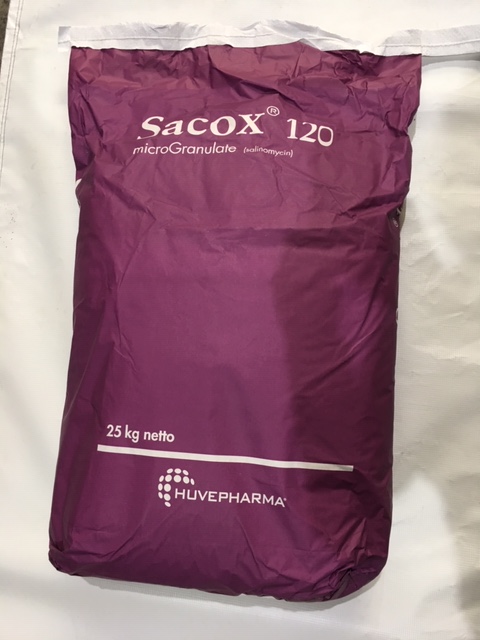 Sacox® 120
microGranulate (salinomycin)
25 kg netto
HUVEPHARMA®